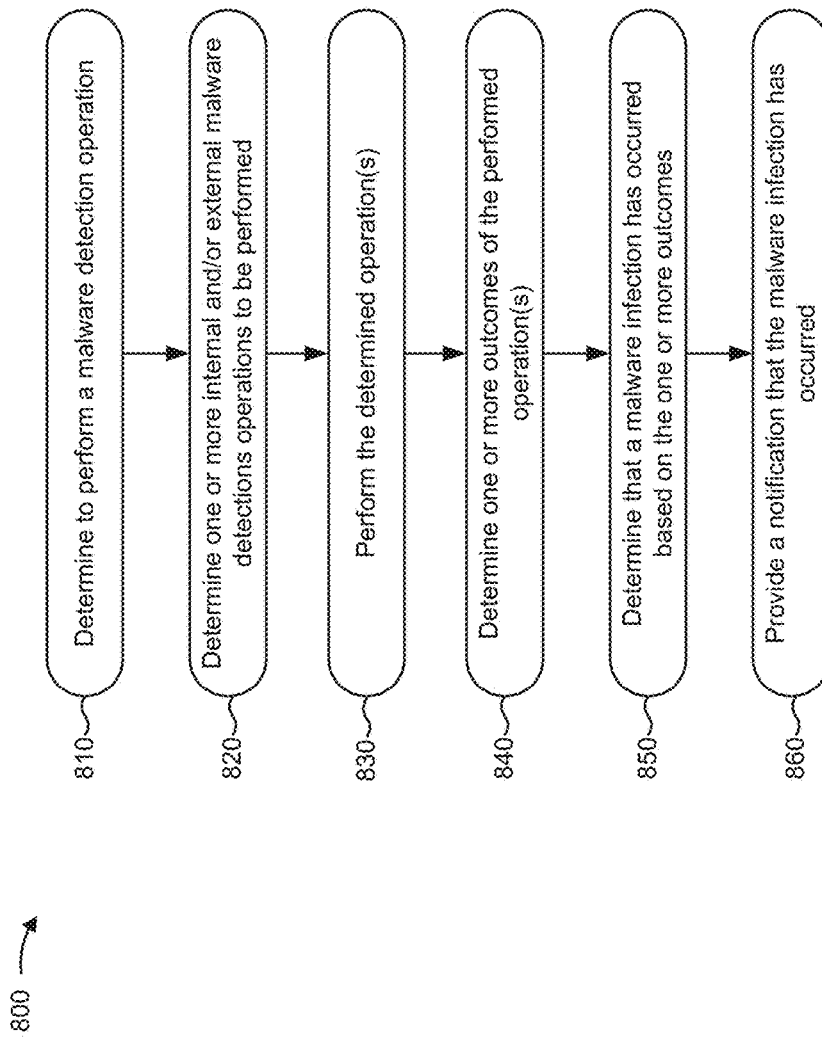 800
810
Determine to perform a malware detection operation
820
Determine one or more internal and/or external malware
detections operations to be performed
830
Perform the determined operation(s)
840
Determine one or more outcomes of the performed
operation(s)
850
Determine that a malware infection has occurred
based on the one or more outcomes
860
Provide a notification that the malware infection has
occurred